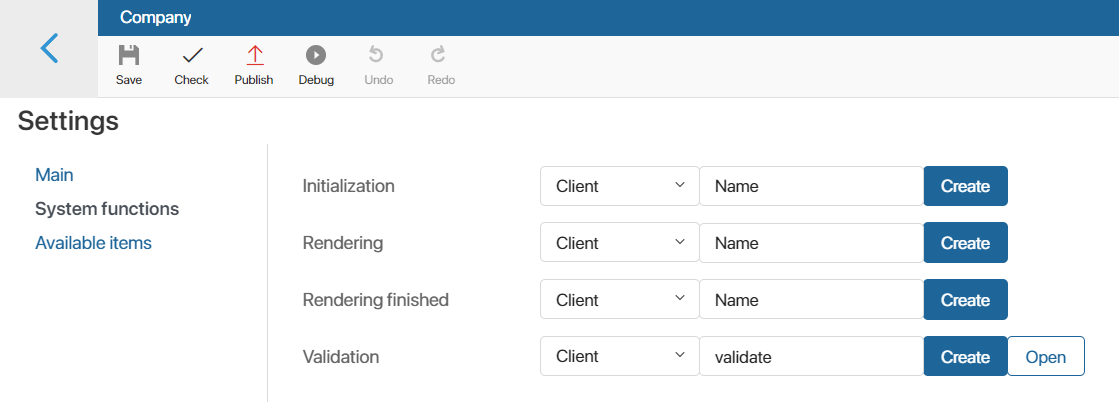 Company
Save Check Publish Debug Undo Redo
Settings
Main
System functions
Available items
Initialization Client Name Create
Rendering Client Name Create
Rendering finished Client Name Create
Validation Client validate Create Open